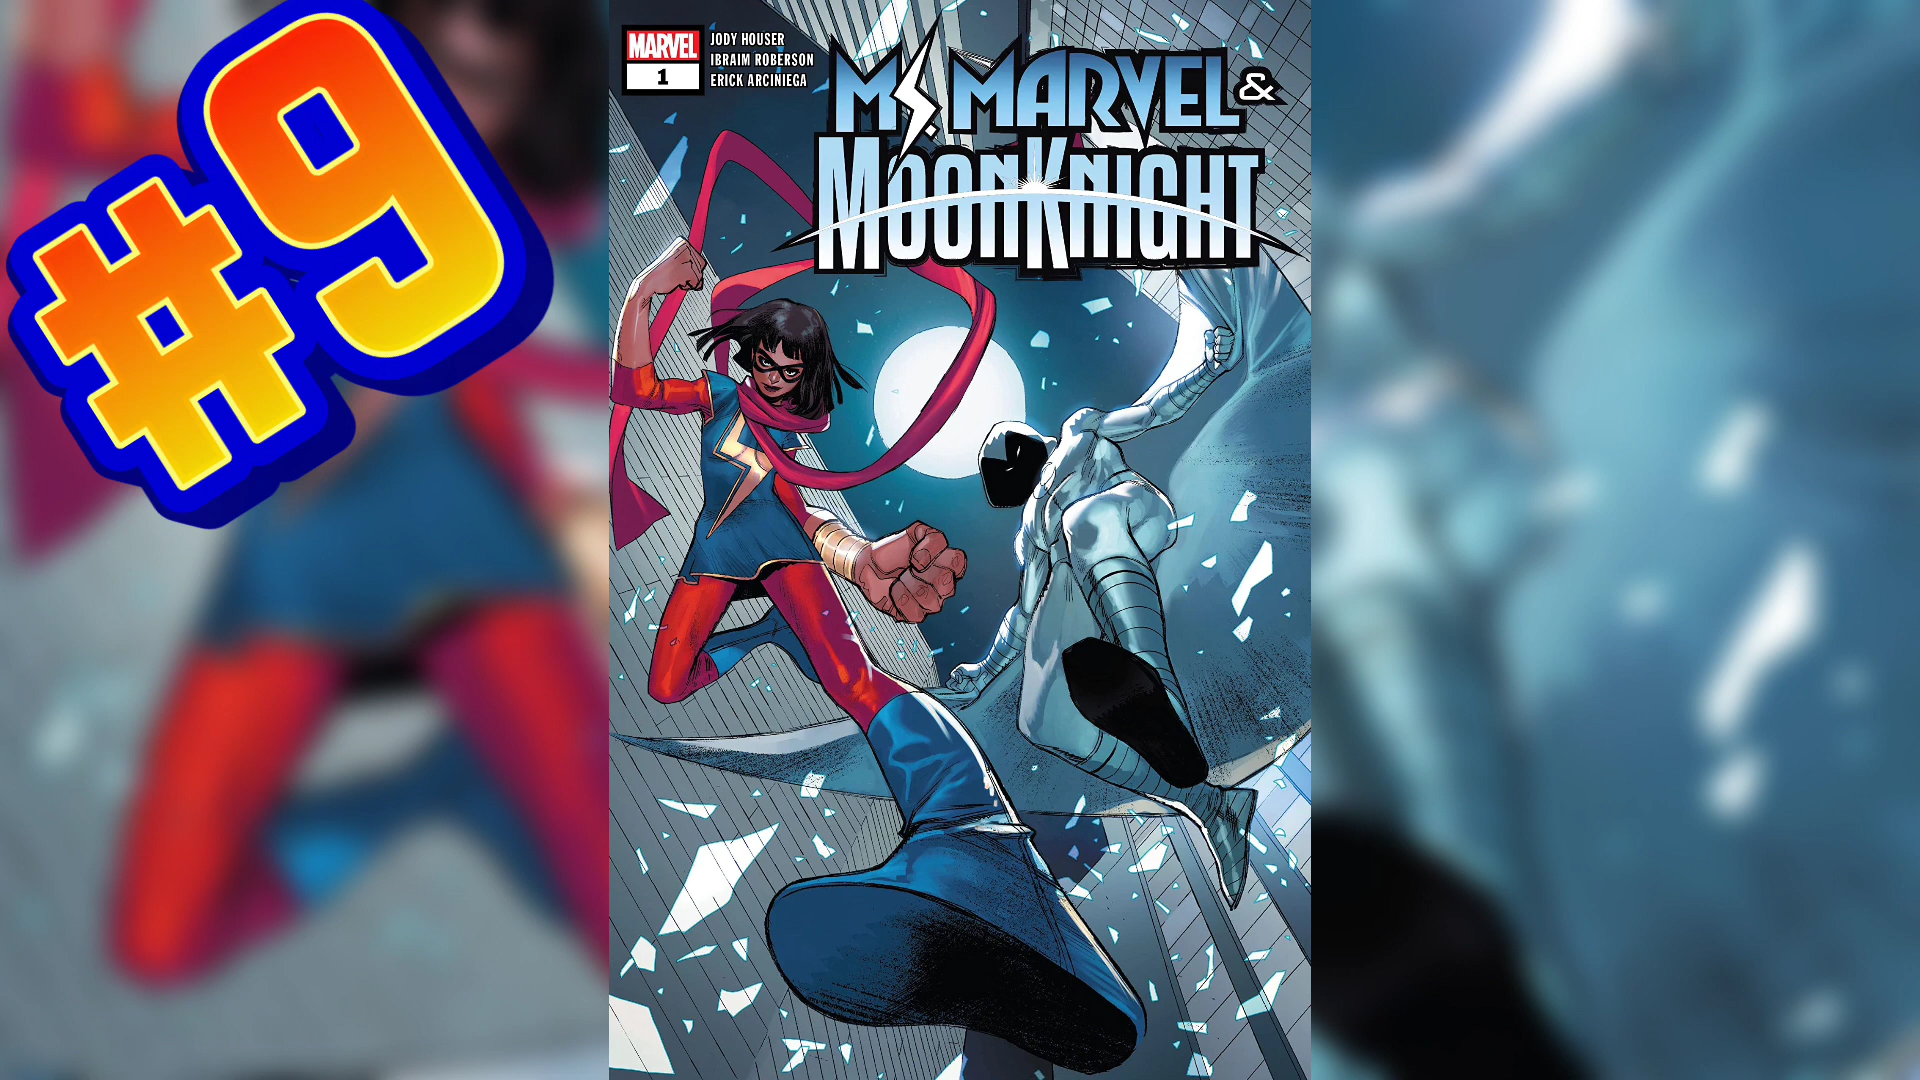 #9
MARVEL
1
JODY HOUSER
IBRAIM ROBERSON
ERICK ARCINIEGA
MS. MARVEL &
MOON KNIGHT